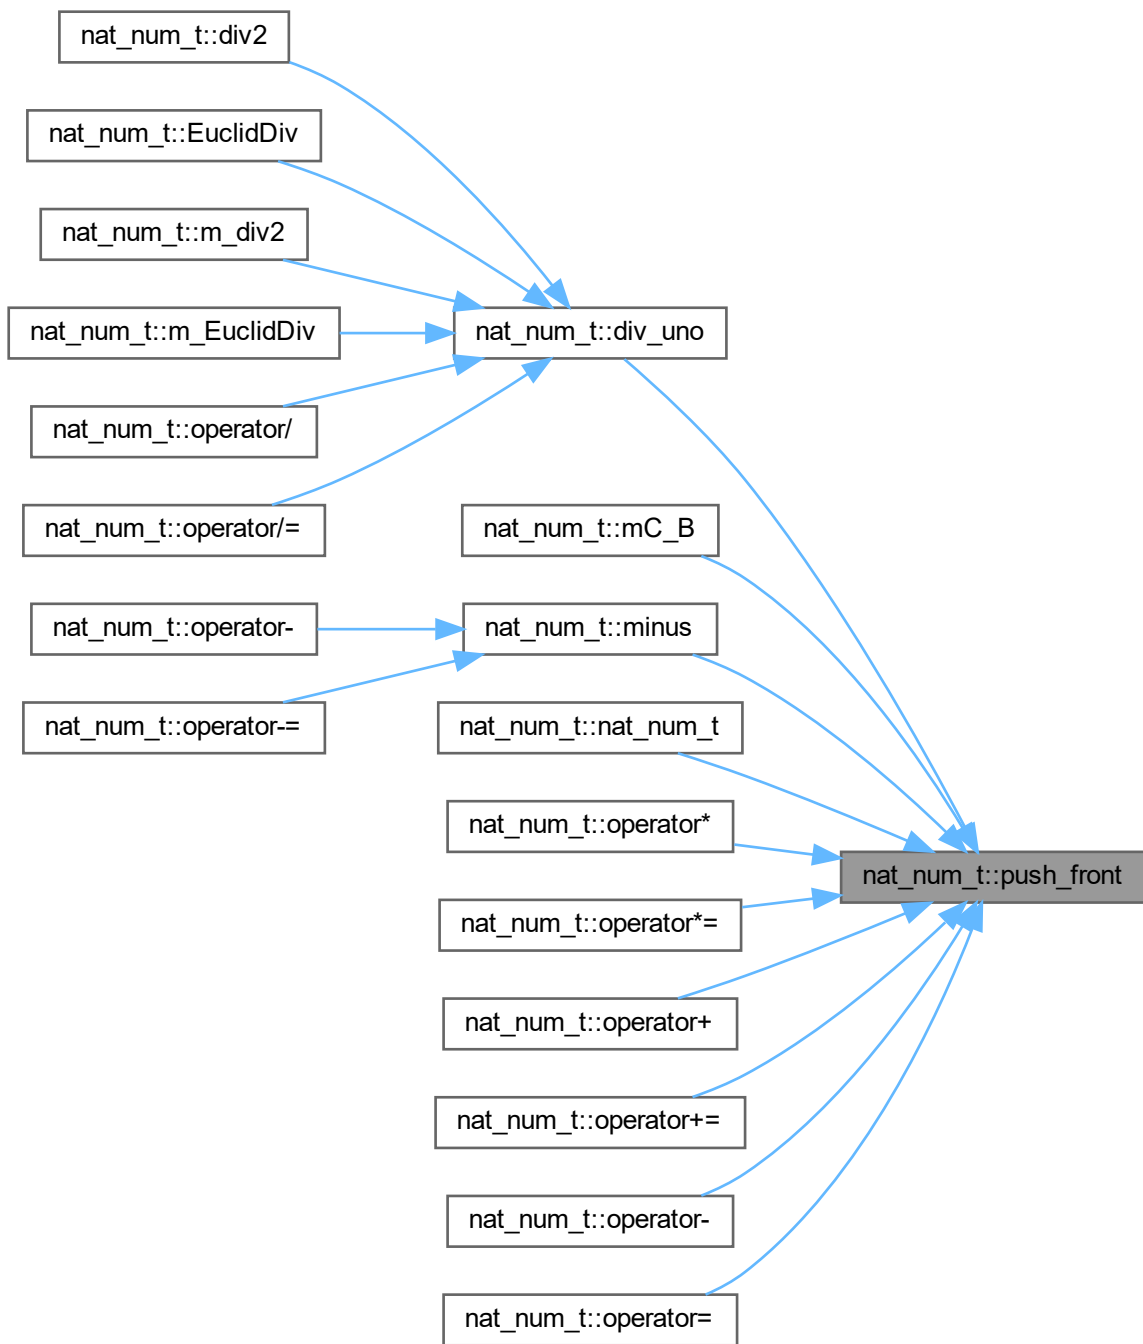 nat_num_t::div2
nat_num_t::EuclidDiv
nat_num_t::m_div2
nat_num_t::m_EuclidDiv
nat_num_t::div_uno
nat_num_t::operator/
nat_num_t::operator/=
nat_num_t::mC_B
nat_num_t::operator-
nat_num_t::minus
nat_num_t::operator-=
nat_num_t::nat_num_t
nat_num_t::operator*
nat_num_t::push_front
nat_num_t::operator*=
nat_num_t::operator+
nat_num_t::operator+=
nat_num_t::operator-
nat_num_t::operator=